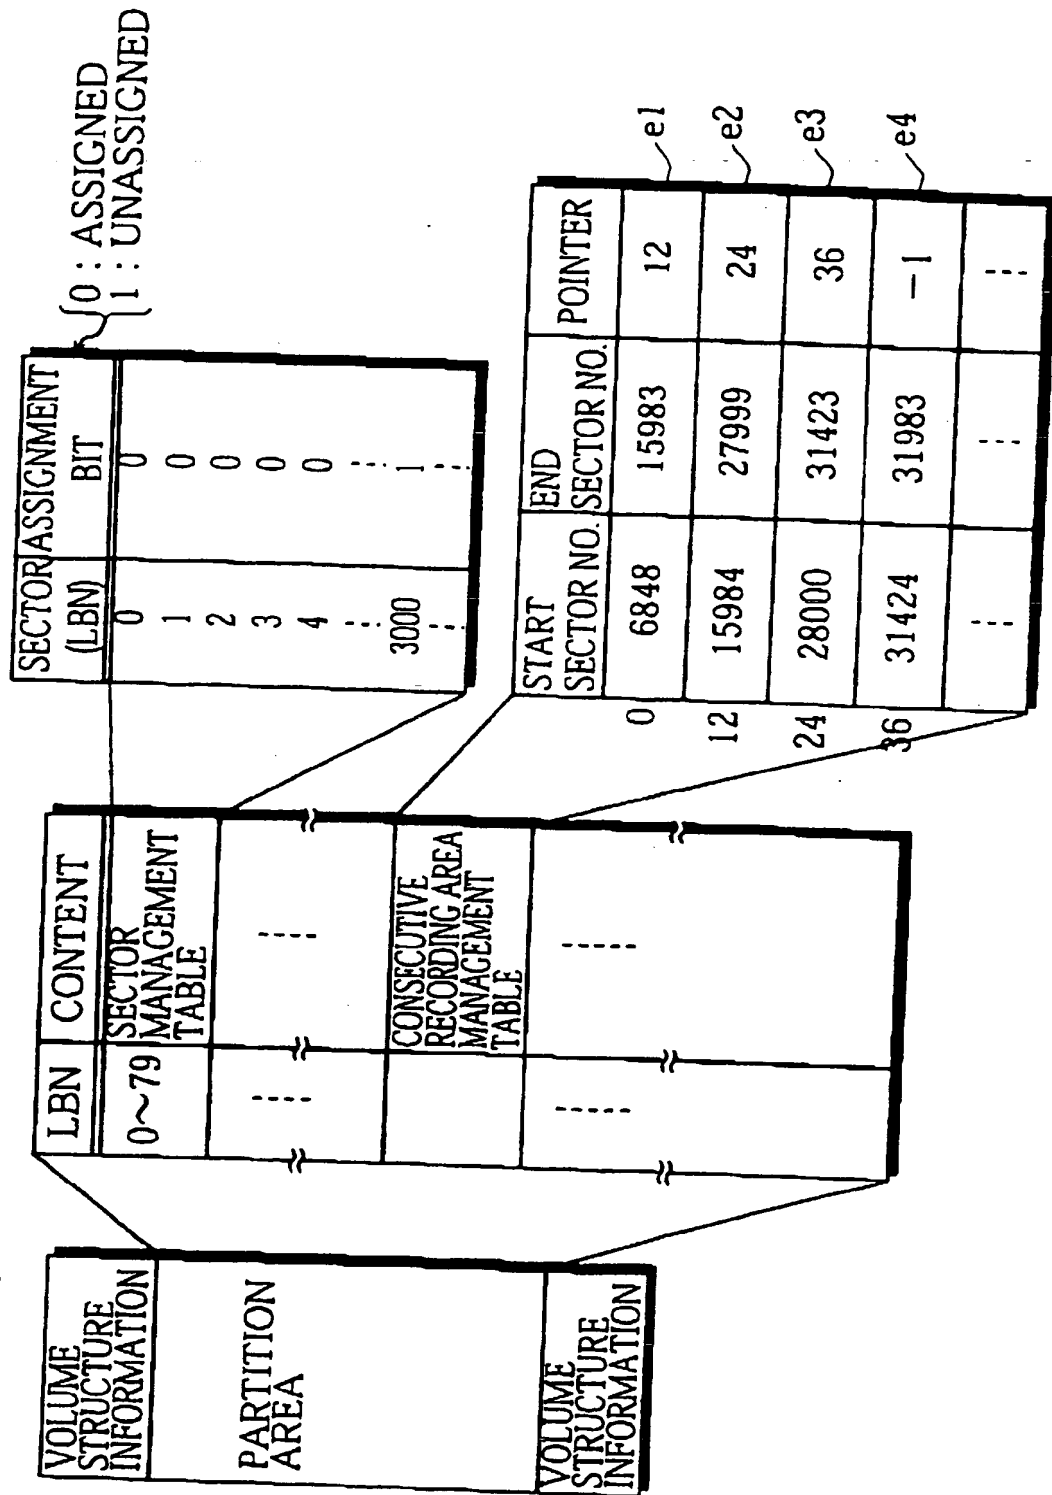 VOLUME
STRUCTURE
INFORMATION
PARTITION
AREA
VOLUME
STRUCTURE
INFORMATION
LBN CONTENT
0~79 SECTOR
MANAGEMENT
TABLE
----- -----
CONSECUTIVE
RECORDING AREA
MANAGEMENT
TABLE
----- -----
SECTOR ASSIGNMENT
(LBN) BIT
0 0
1 0
2 0
3 0
4 0
--- ---
3000 1
--- ---
0 : ASSIGNED
1 : UNASSIGNED
START END POINTER
SECTOR NO. SECTOR NO.
0 6848 15983 12 e1
12 15984 27999 24 e2
24 28000 31423 36 e3
36 31424 31983 -1 e4
--- --- ---